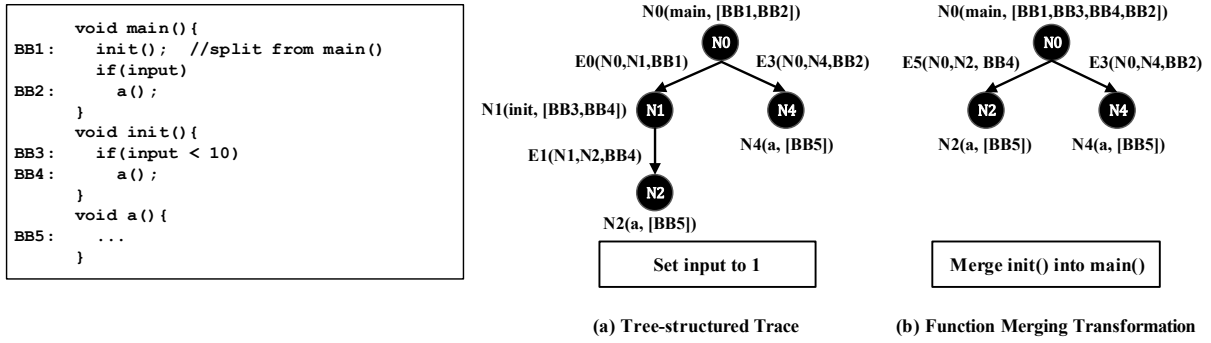 void main(){
BB1: init(); //split from main()
if(input)
BB2: a();
}
void init(){
BB3: if(input < 10)
BB4: a();
}
void a(){
BB5: ...
}
N0(main, [BB1,BB2])
N0
E0(N0,N1,BB1)
E3(N0,N4,BB2)
N1(init, [BB3,BB4])
N1
N4
E1(N1,N2,BB4)
N4(a, [BB5])
N2
N2(a, [BB5])
Set input to 1
(a) Tree-structured Trace
N0(main, [BB1,BB3,BB4,BB2])
N0
E5(N0,N2, BB4)
E3(N0,N4,BB2)
N2
N4
N2(a, [BB5])
N4(a, [BB5])
Merge init() into main()
(b) Function Merging Transformation